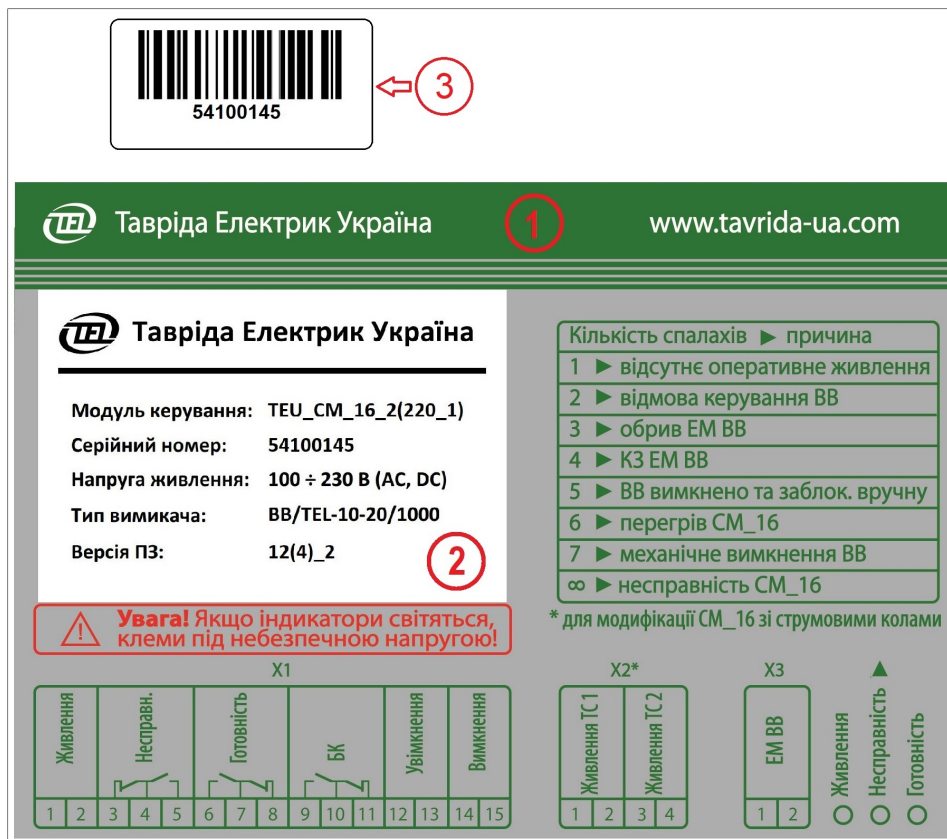 54100145
3
TEL Тавріда Електрик Україна
1
www.tavrida-ua.com
TEL Тавріда Електрик Україна
Модуль керування: TEU_CM_16_2(220_1)
Серійний номер: 54100145
Напруга живлення: 100 ÷ 230 В (AC, DC)
Тип вимикача: ВВ/TEL-10-20/1000
Версія ПЗ: 12(4)_2
2
Кількість спалахів ► причина
1 ► відсутнє оперативне живлення
2 ► відмова керування ВВ
3 ► обрив ЕМ ВВ
4 ► КЗ ЕМ ВВ
5 ► ВВ вимкнено та заблок. вручну
6 ► перегрів СМ_16
7 ► механічне вимкнення ВВ
∞ ► несправність СМ_16
Увага! Якщо індикатори світяться,
клеми під небезпечною напругою!
* для модифікації СМ_16 зі струмовими колами
X1
Живлення
Несправн.
Готовність
БК
Увімкнення
Вимкнення
1 2 3 4 5 6 7 8 9 10 11 12 13 14 15
X2*
Живлення ТС 1
Живлення ТС 2
1 2 3 4
X3
ЕМ ВВ
1 2
Живлення
Несправність ►
Готовність